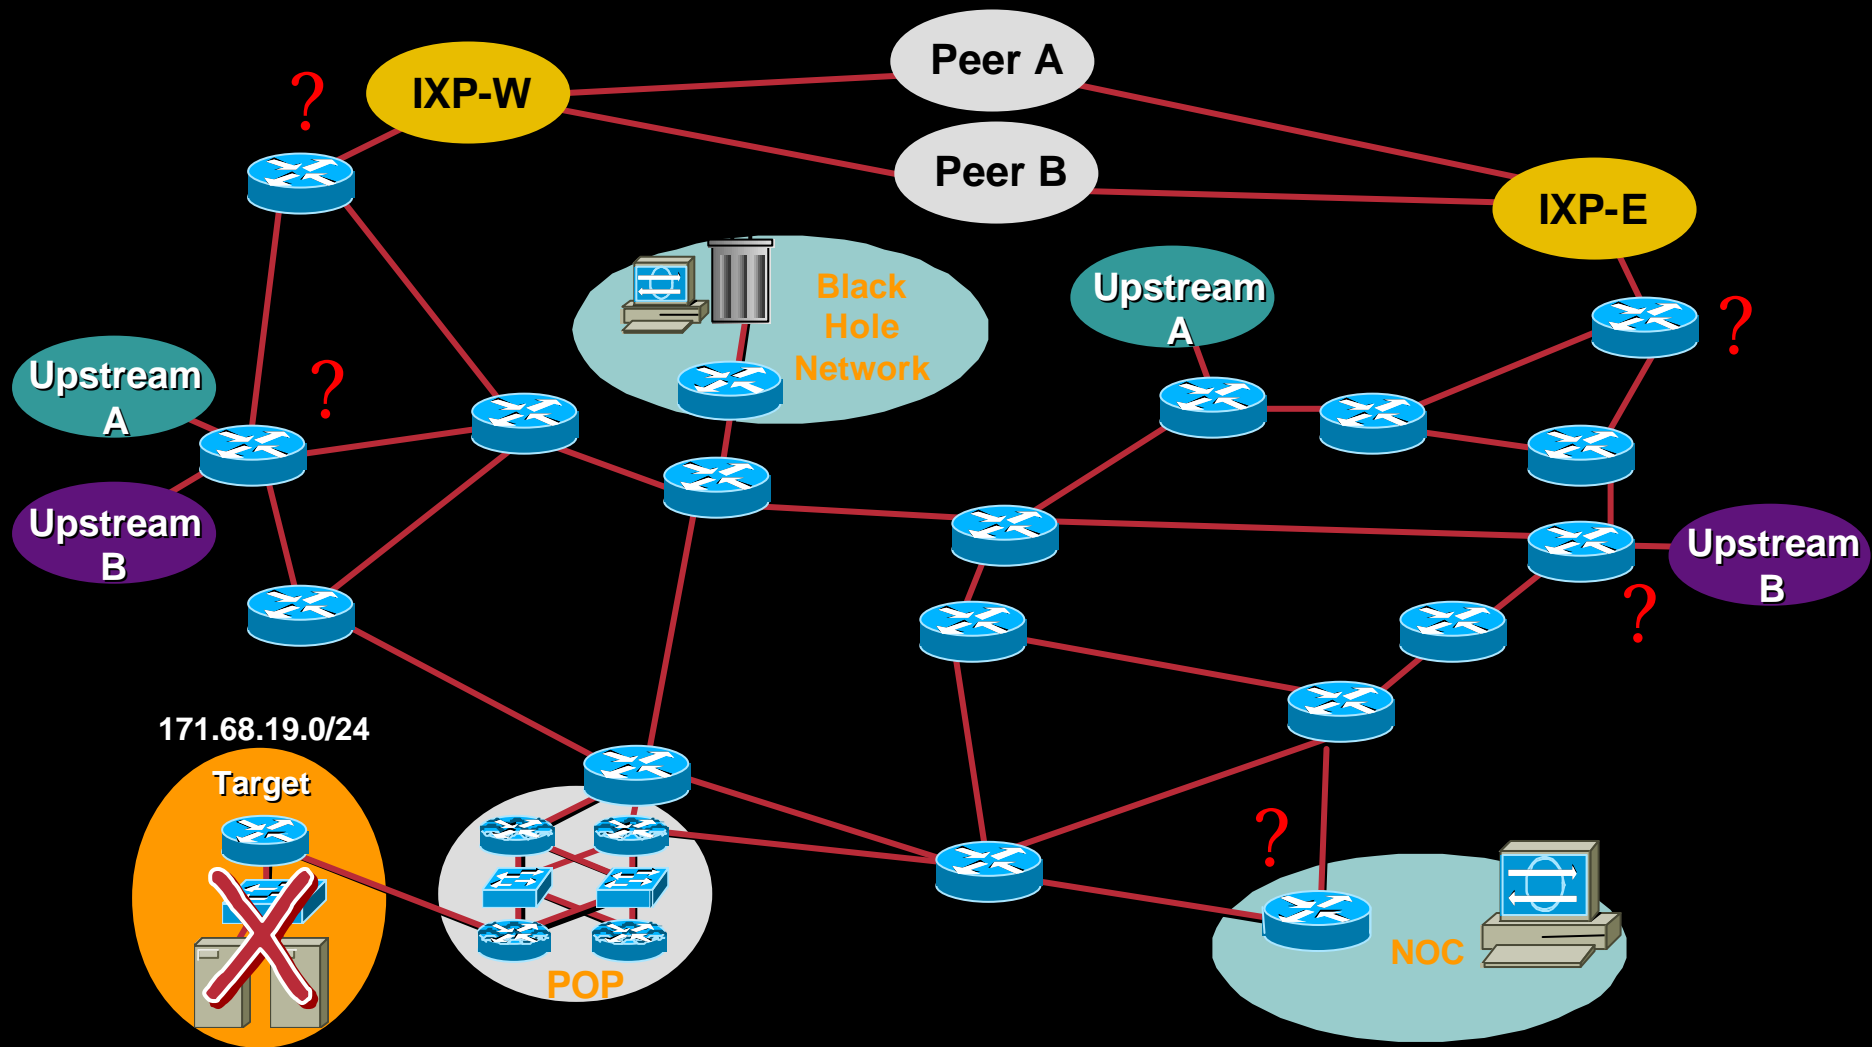 Peer A
IXP-W
?
Peer B
IXP-E
Black
Hole
Network
Upstream
A
?
Upstream
A
?
Upstream
B
Upstream
B
?
171.68.19.0/24
Target
?
NOC
POP